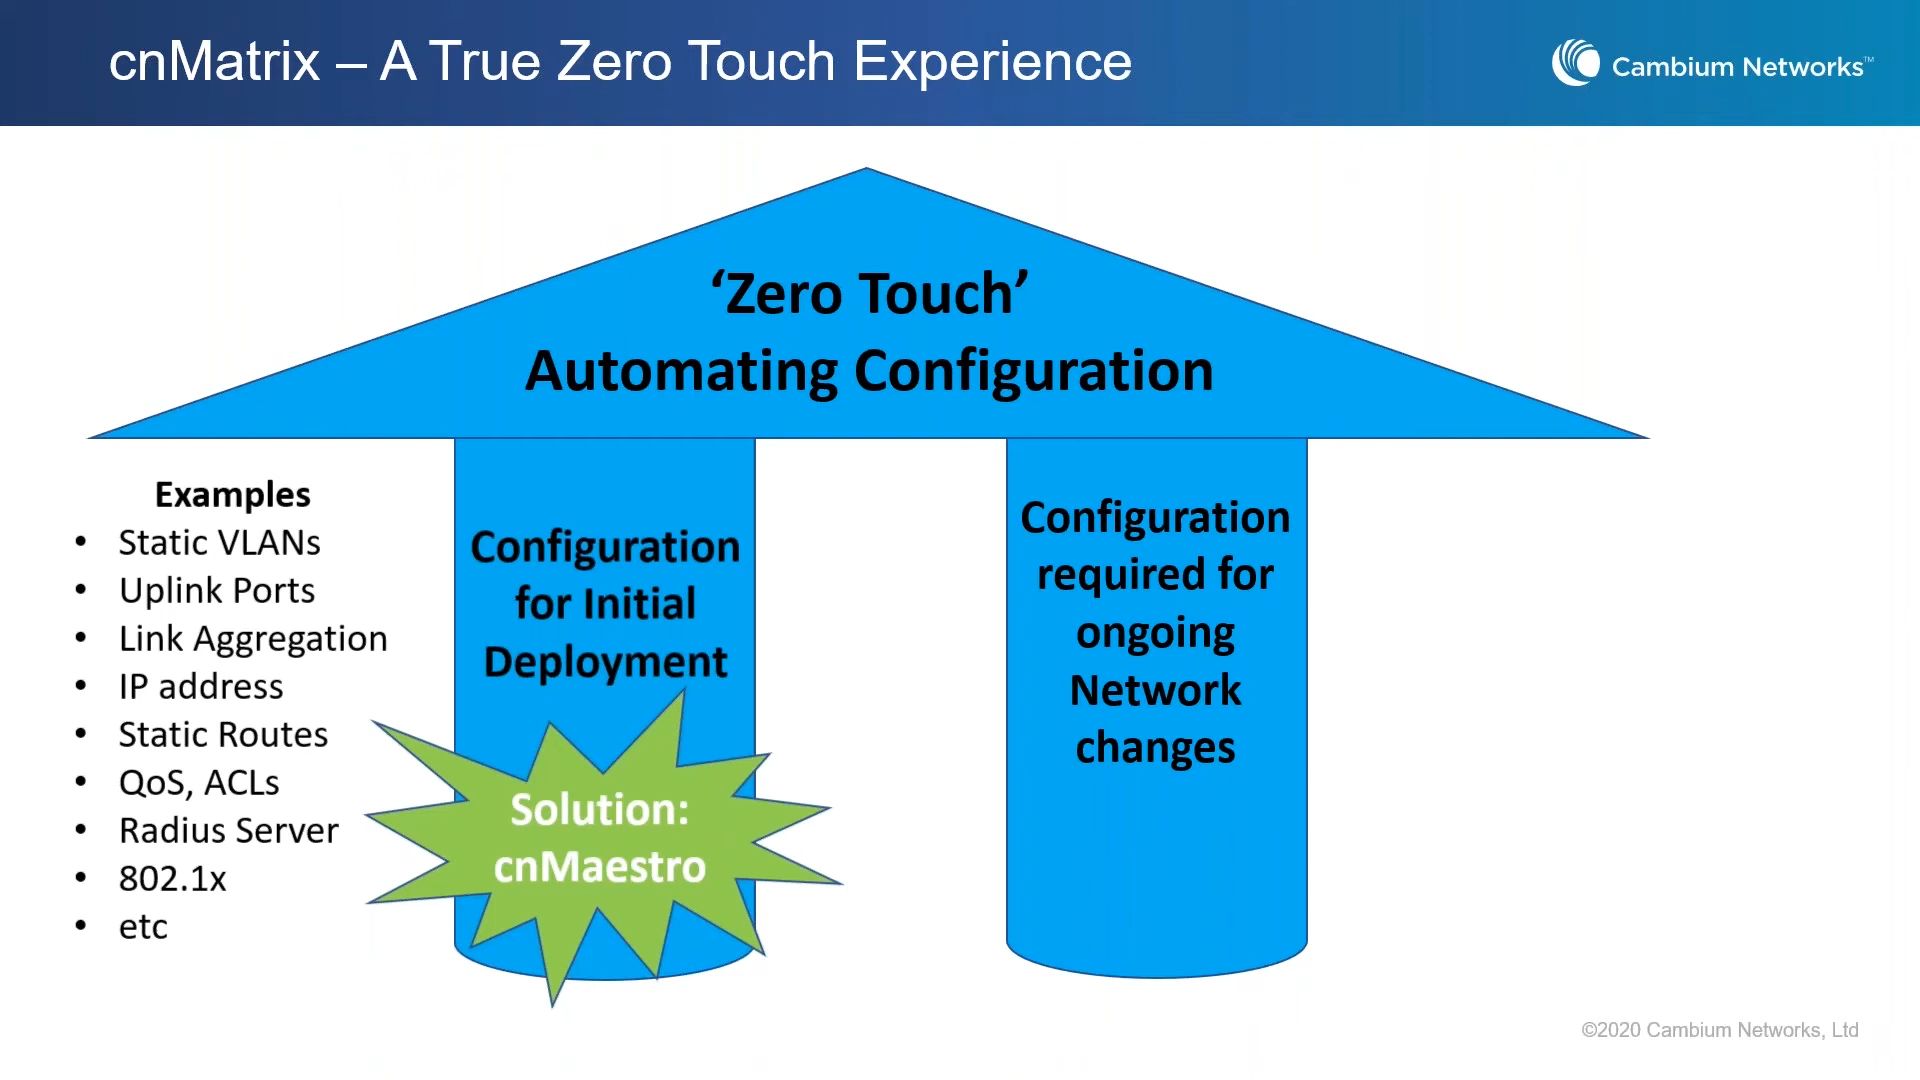 cnMatrix – A True Zero Touch Experience
Cambium Networks™
‘Zero Touch’
Automating Configuration
Examples
• Static VLANs
• Uplink Ports
• Link Aggregation
• IP address
• Static Routes
• QoS, ACLs
• Radius Server
• 802.1x
• etc
Configuration
for Initial
Deployment
Solution:
cnMaestro
Configuration
required for
ongoing
Network
changes
©2020 Cambium Networks, Ltd